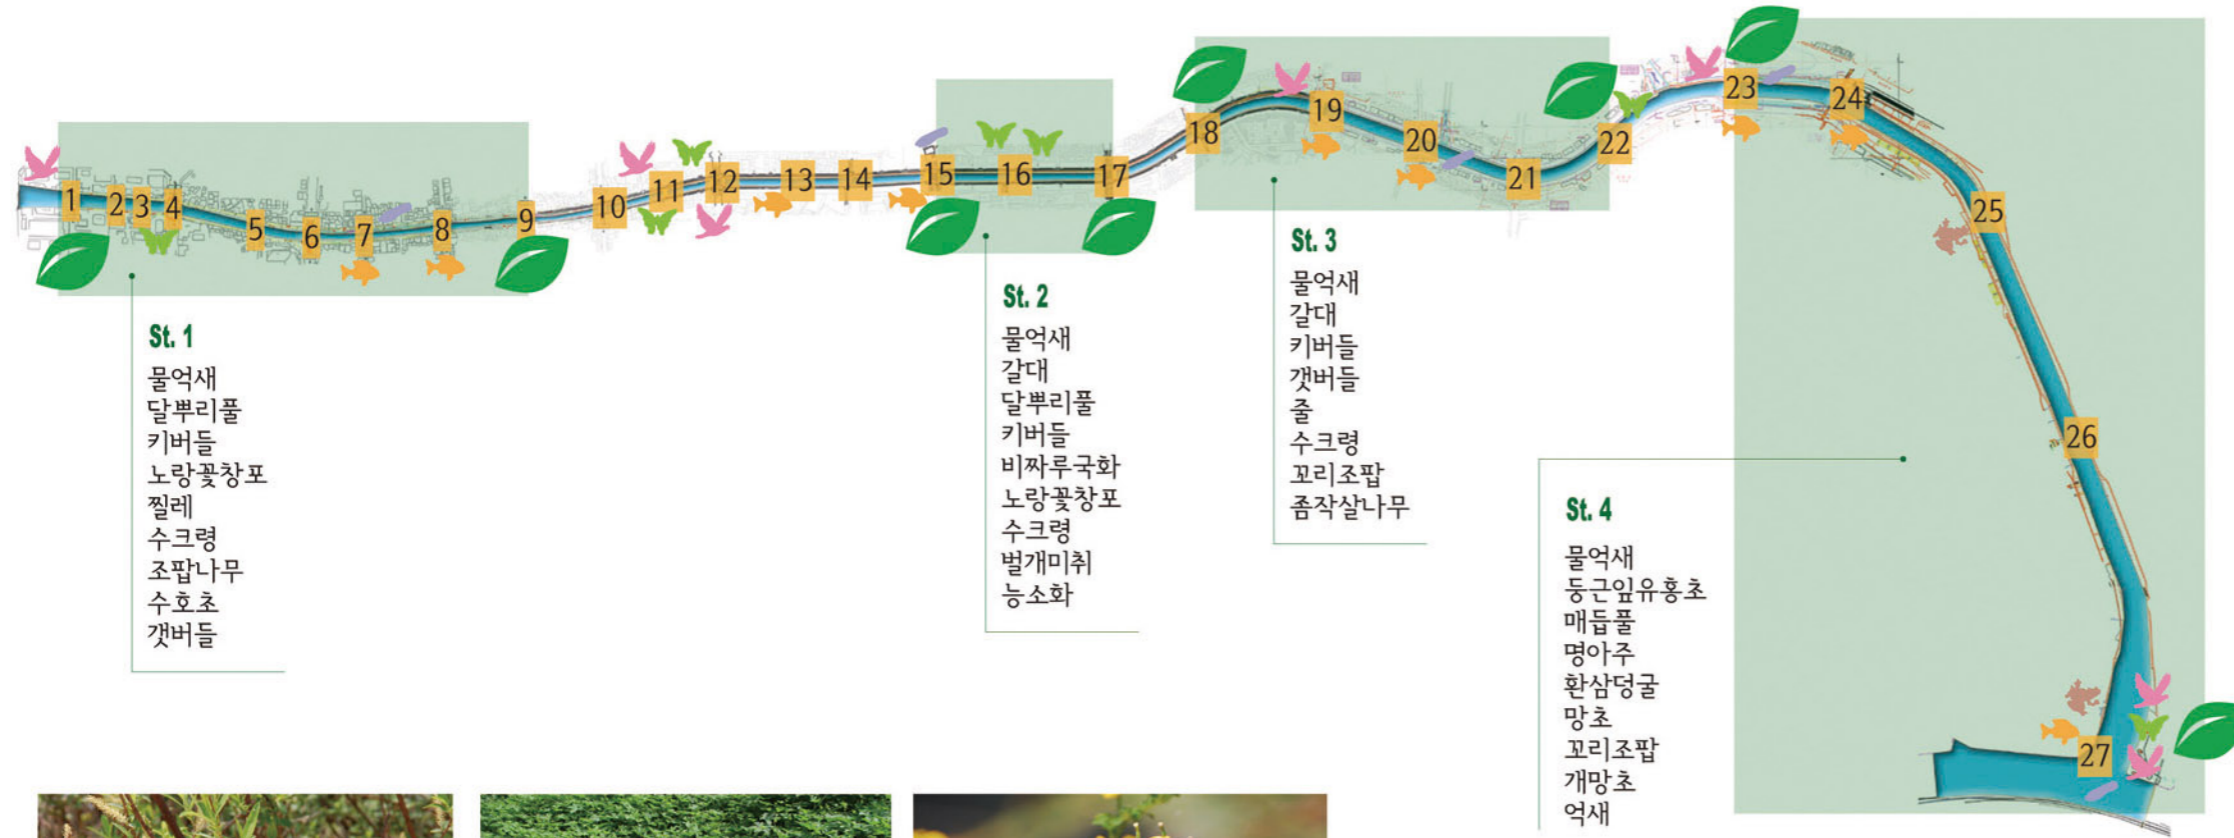 1
2
3
4
5
6
7
8
9
10
11
12
13
14
15
16
17
18
19
20
21
22
23
24
25
26
27
St. 1
물억새
달뿌리풀
키버들
노랑꽃창포
찔레
수크령
조팝나무
수호초
갯버들
St. 2
물억새
갈대
달뿌리풀
키버들
비짜루국화
노랑꽃창포
수크령
벌개미취
능소화
St. 3
물억새
갈대
키버들
갯버들
줄
수크령
꼬리조팝
좀작살나무
St. 4
물억새
둥근잎유홍초
매듭풀
명아주
환삼덩굴
망초
꼬리조팝
개망초
억새